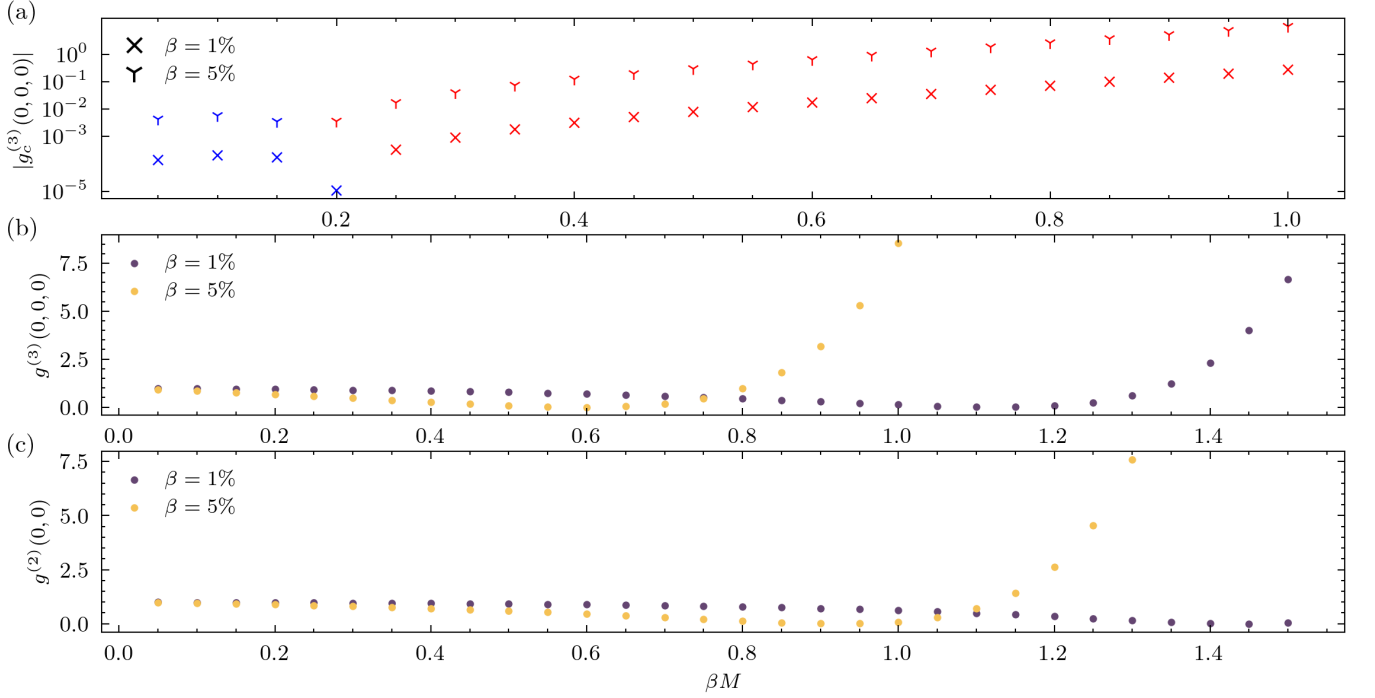 (a)
|g_c^{(3)}(0, 0, 0)|
10^0
10^{-1}
10^{-2}
10^{-3}
10^{-5}
β = 1%
β = 5%
0.2 0.4 0.6 0.8 1.0
(b)
g^{(3)}(0, 0, 0)
7.5
5.0
2.5
0.0
β = 1%
β = 5%
0.0 0.2 0.4 0.6 0.8 1.0 1.2 1.4
(c)
g^{(2)}(0, 0)
7.5
5.0
2.5
0.0
β = 1%
β = 5%
0.0 0.2 0.4 0.6 0.8 1.0 1.2 1.4
βM